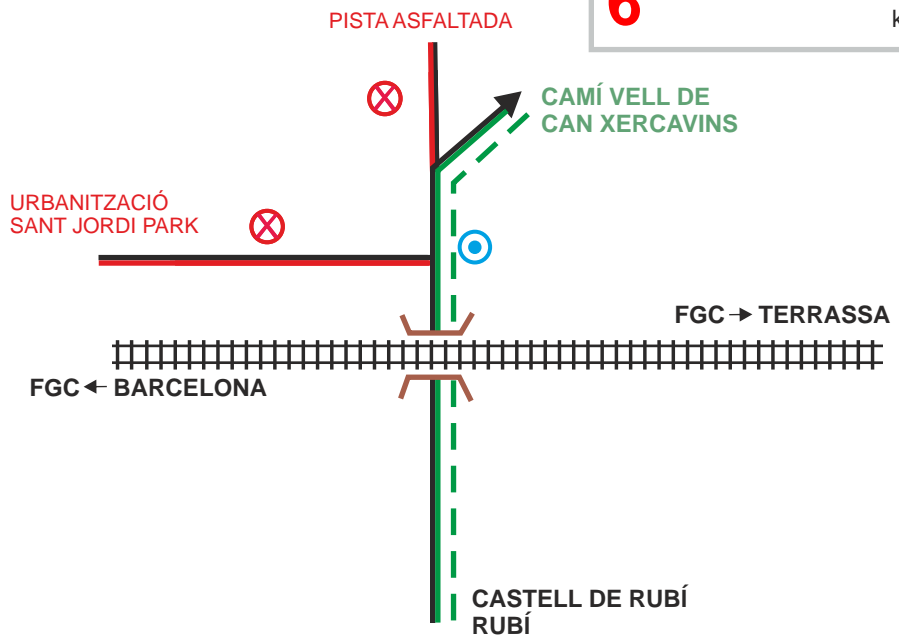 6
k
PISTA ASFALTADA
CAMÍ VELL DE
CAN XERCAVINS
URBANITZACIÓ
SANT JORDI PARK
FGC → TERRASSA
FGC ← BARCELONA
CASTELL DE RUBÍ
RUBÍ